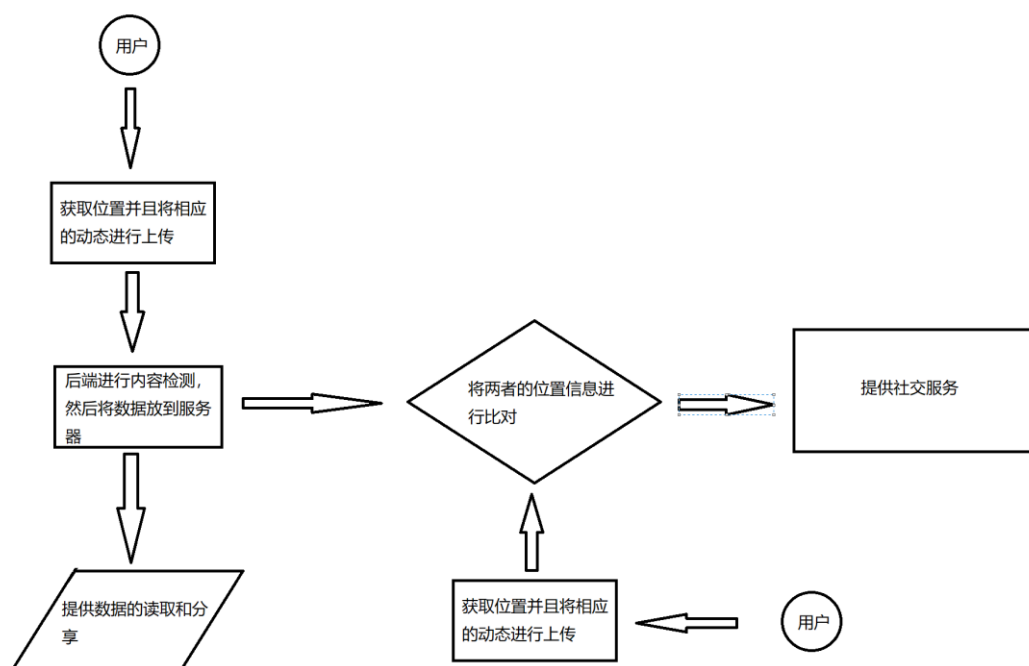 用户
获取位置并且将相应
的动态进行上传
后端进行内容检测，
然后将数据放到服务
器
将两者的位置信息进
行比对
提供社交服务
提供数据的读取和分
享
获取位置并且将相应
的动态进行上传
用户